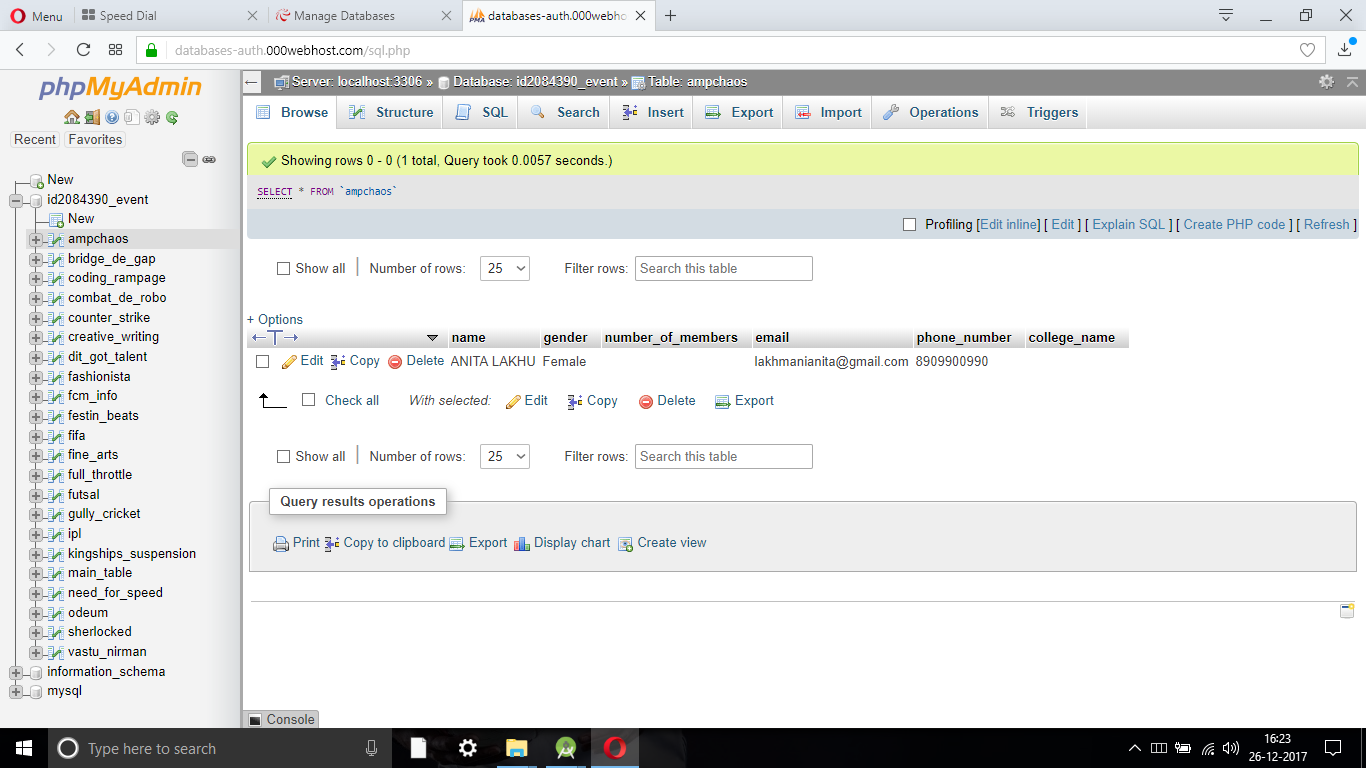 Menu Speed Dial Manage Databases databases-auth.000webho
databases-auth.000webhost.com/sql.php
phpMyAdmin
Recent Favorites
New
id2084390_event
New
ampchaos
bridge_de_gap
coding_rampage
combat_de_robo
counter_strike
creative_writing
dit_got_talent
fashionista
fcm_info
festin_beats
fifa
fine_arts
full_throttle
futsal
gully_cricket
ipl
kingships_suspension
main_table
need_for_speed
odeum
sherlocked
vastu_nirman
information_schema
mysql
Server: localhost:3306 » Database: id2084390_event » Table: ampchaos
Browse Structure SQL Search Insert Export Import Operations Triggers
Showing rows 0 - 0 (1 total, Query took 0.0057 seconds.)
SELECT * FROM `ampchaos`
Profiling [Edit inline] [ Edit ] [ Explain SQL ] [ Create PHP code ] [ Refresh ]
Show all Number of rows: 25 Filter rows: Search this table
+ Options
←T→ name gender number_of_members email phone_number college_name
Edit Copy Delete ANITA LAKHU Female lakhmanianita@gmail.com 8909900990
Check all With selected: Edit Copy Delete Export
Show all Number of rows: 25 Filter rows: Search this table
Query results operations
Print Copy to clipboard Export Display chart Create view
Console
Type here to search
16:23
26-12-2017